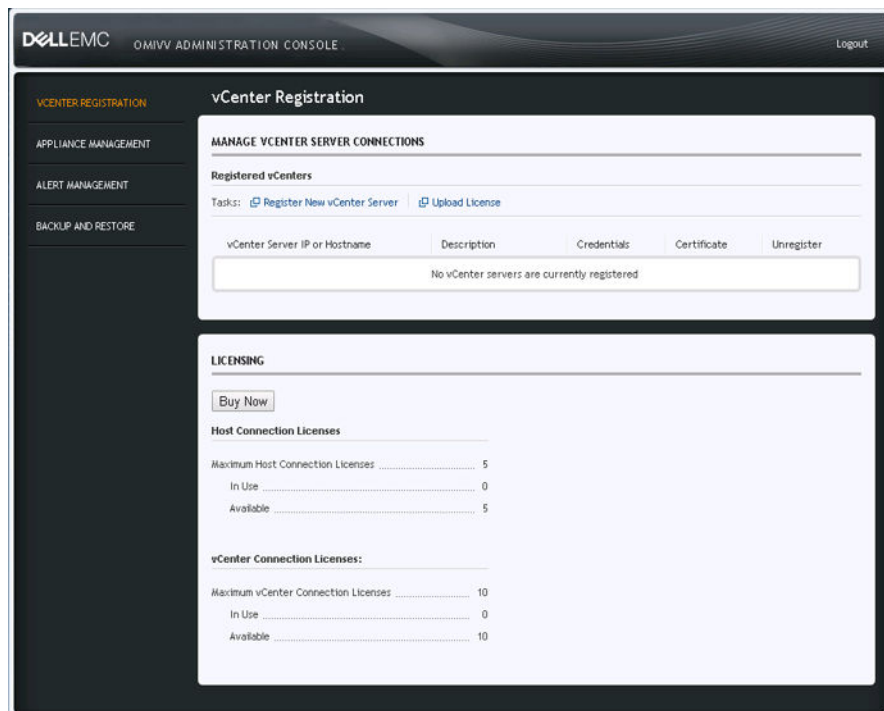 DELLEMC OMIVV ADMINISTRATION CONSOLE Logout
VCENTER REGISTRATION
APPLIANCE MANAGEMENT
ALERT MANAGEMENT
BACKUP AND RESTORE
vCenter Registration
MANAGE VCENTER SERVER CONNECTIONS
Registered vCenters
Tasks: Register New vCenter Server Upload License
vCenter Server IP or Hostname Description Credentials Certificate Unregister
No vCenter servers are currently registered
LICENSING
Buy Now
Host Connection Licenses
Maximum Host Connection Licenses 5
In Use 0
Available 5
vCenter Connection Licenses:
Maximum vCenter Connection Licenses 10
In Use 0
Available 10